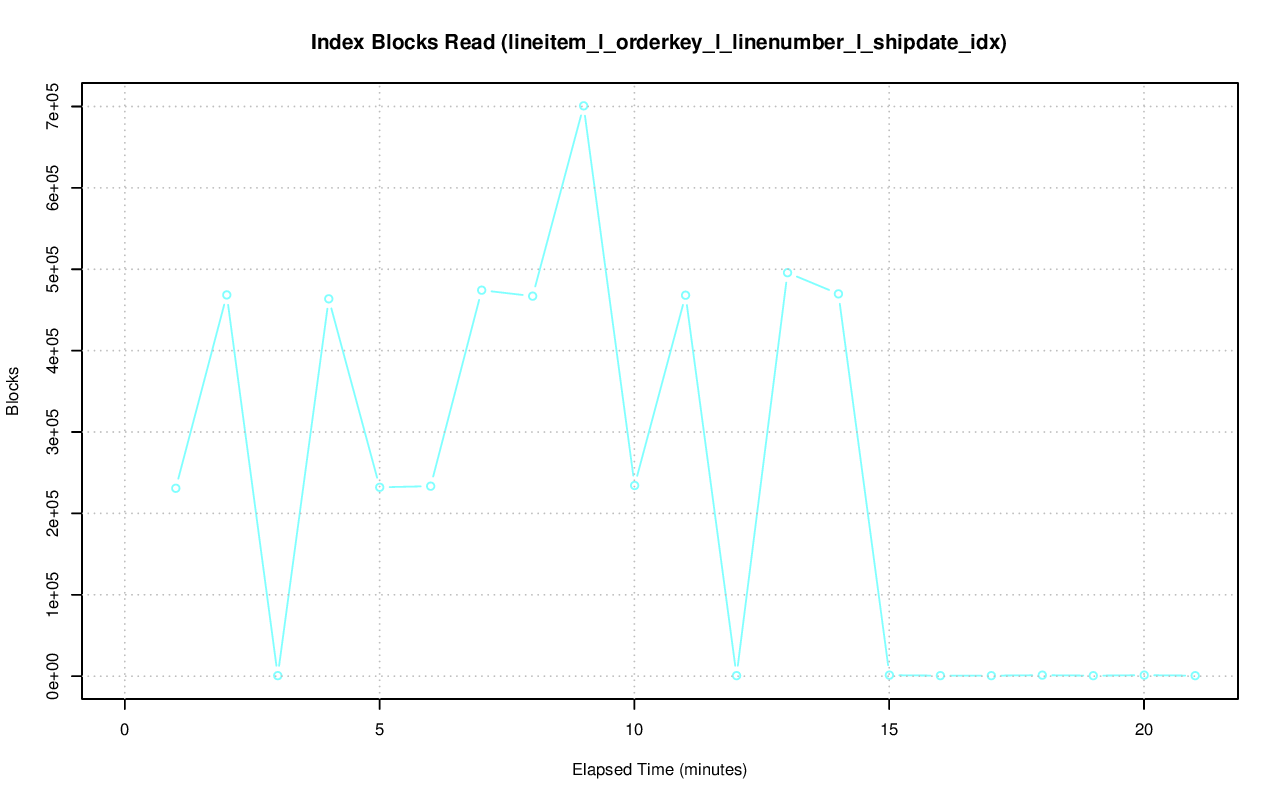 Index Blocks Read (lineitem_l_orderkey_l_linenumber_l_shipdate_idx)
Blocks
7e+05
6e+05
5e+05
4e+05
3e+05
2e+05
1e+05
0e+00
0 5 10 15 20
Elapsed Time (minutes)